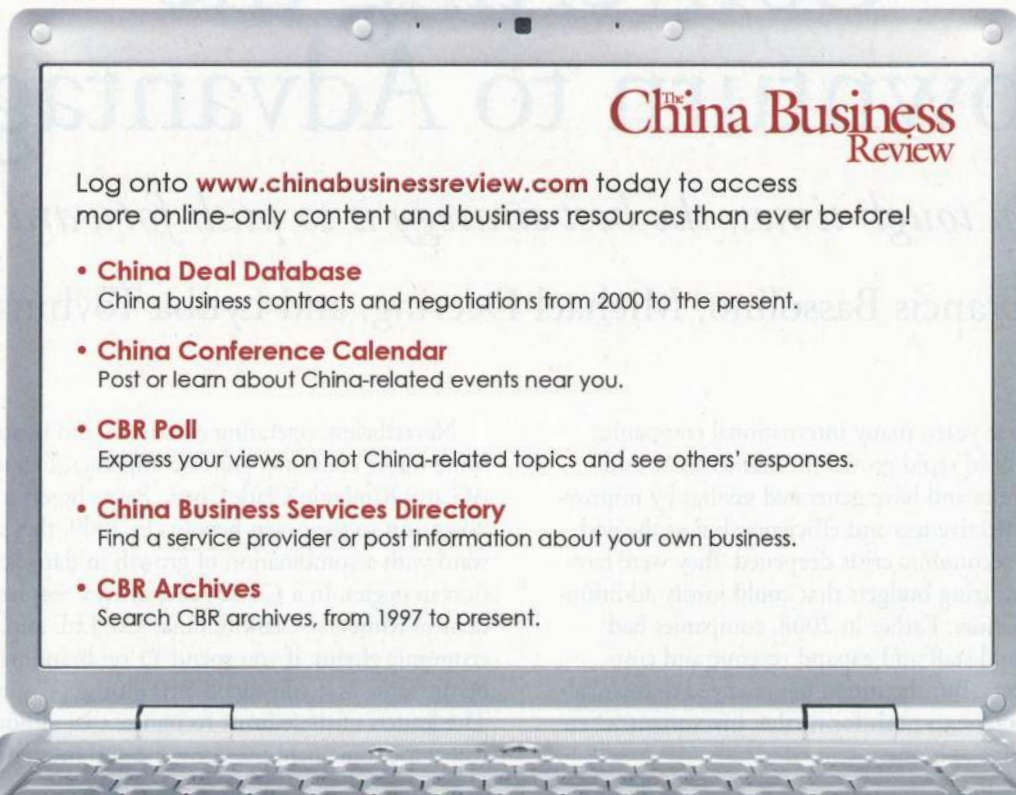 The China Business
Review
Log onto www.chinabusinessreview.com today to access
more online-only content and business resources than ever before!
• China Deal Database
China business contracts and negotiations from 2000 to the present.
• China Conference Calendar
Post or learn about China-related events near you.
• CBR Poll
Express your views on hot China-related topics and see others' responses.
• China Business Services Directory
Find a service provider or post information about your own business.
• CBR Archives
Search CBR archives, from 1997 to present.